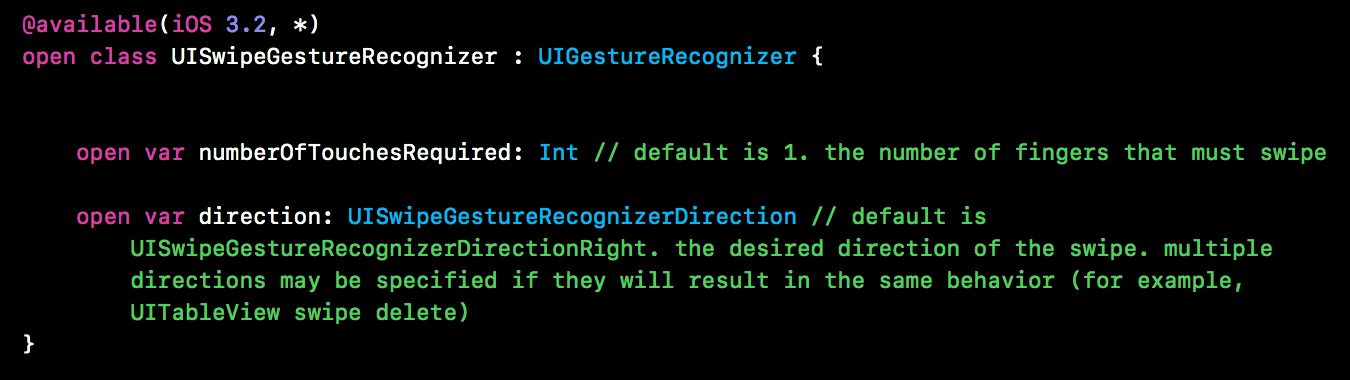 @available(iOS 3.2, *)
open class UISwipeGestureRecognizer : UIGestureRecognizer {
open var numberOfTouchesRequired: Int // default is 1. the number of fingers that must swipe
open var direction: UISwipeGestureRecognizerDirection // default is
UISwipeGestureRecognizerDirectionRight. the desired direction of the swipe. multiple
directions may be specified if they will result in the same behavior (for example,
UITableView swipe delete)
}